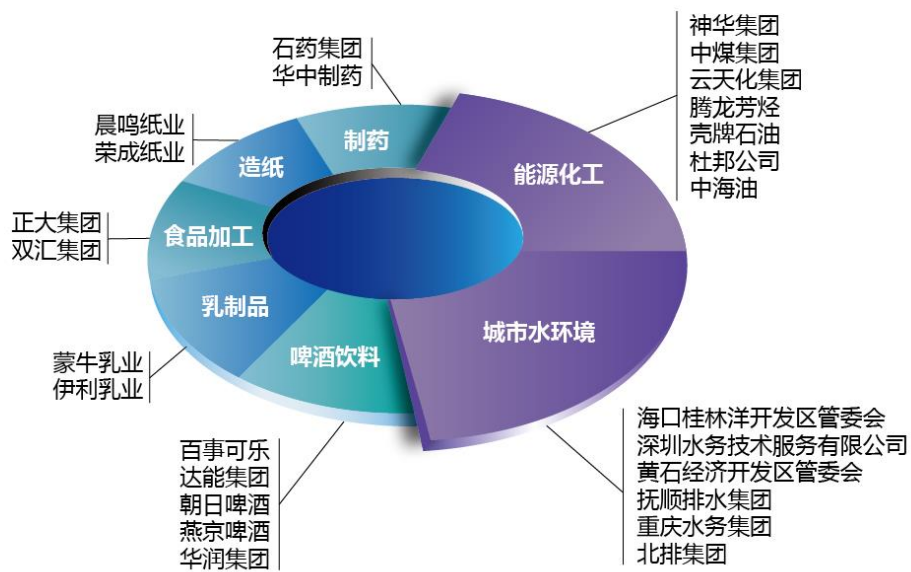 石药集团
华中制药
制药
晨鸣纸业
荣成纸业
造纸
正大集团
双汇集团
食品加工
蒙牛乳业
伊利乳业
乳制品
百事可乐
达能集团
朝日啤酒
燕京啤酒
华润集团
啤酒饮料
神华集团
中煤集团
云天化集团
腾龙芳烃
壳牌石油
杜邦公司
中海油
能源化工
城市水环境
海口桂林洋开发区管委会
深圳水务技术服务有限公司
黄石经济开发区管委会
抚顺排水集团
重庆水务集团
北排集团